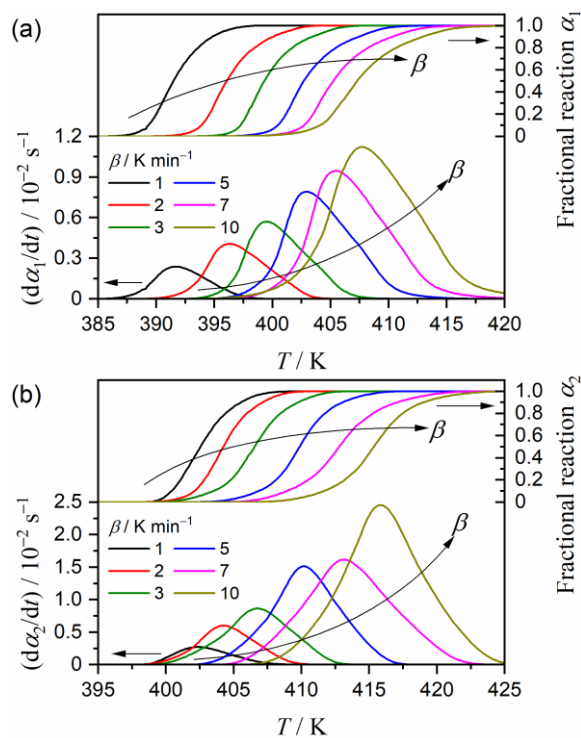 (a)
1.0
0.8
0.6
0.4
0.2
0
Fractional reaction α1
β
1.2
0.9
0.6
0.3
0
(dα1/dt) / 10−2 s−1
β / K min−1
1 5
2 7
3 10
β
385 390 395 400 405 410 415 420
T / K
(b)
1.0
0.8
0.6
0.4
0.2
0
Fractional reaction α2
β
2.5
2.0
1.5
1.0
0.5
0
(dα2/dt) / 10−2 s−1
β / K min−1
1 5
2 7
3 10
β
395 400 405 410 415 420 425
T / K